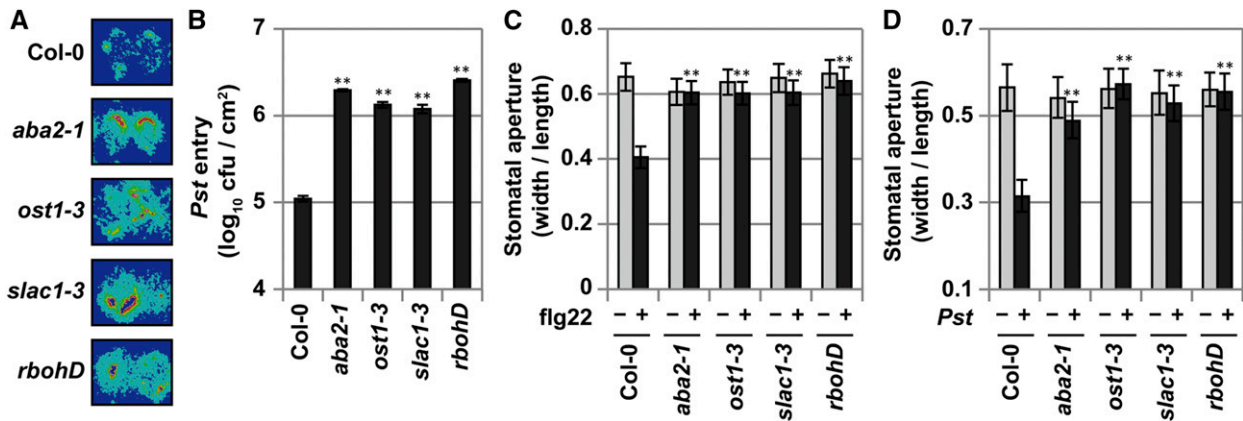 A
Col-0
aba2-1
ost1-3
slac1-3
rbohD
B
Pst entry
(log10 cfu / cm2)
7
6
5
4
** ** ** **
Col-0
aba2-1
ost1-3
slac1-3
rbohD
C
Stomatal aperture
(width / length)
0.8
0.6
0.4
0.2
0
** ** ** **
flg22 – + – + – + – + – +
Col-0
aba2-1
ost1-3
slac1-3
rbohD
D
Stomatal aperture
(width / length)
0.7
0.5
0.3
0.1
** ** ** **
Pst – + – + – + – + – +
Col-0
aba2-1
ost1-3
slac1-3
rbohD